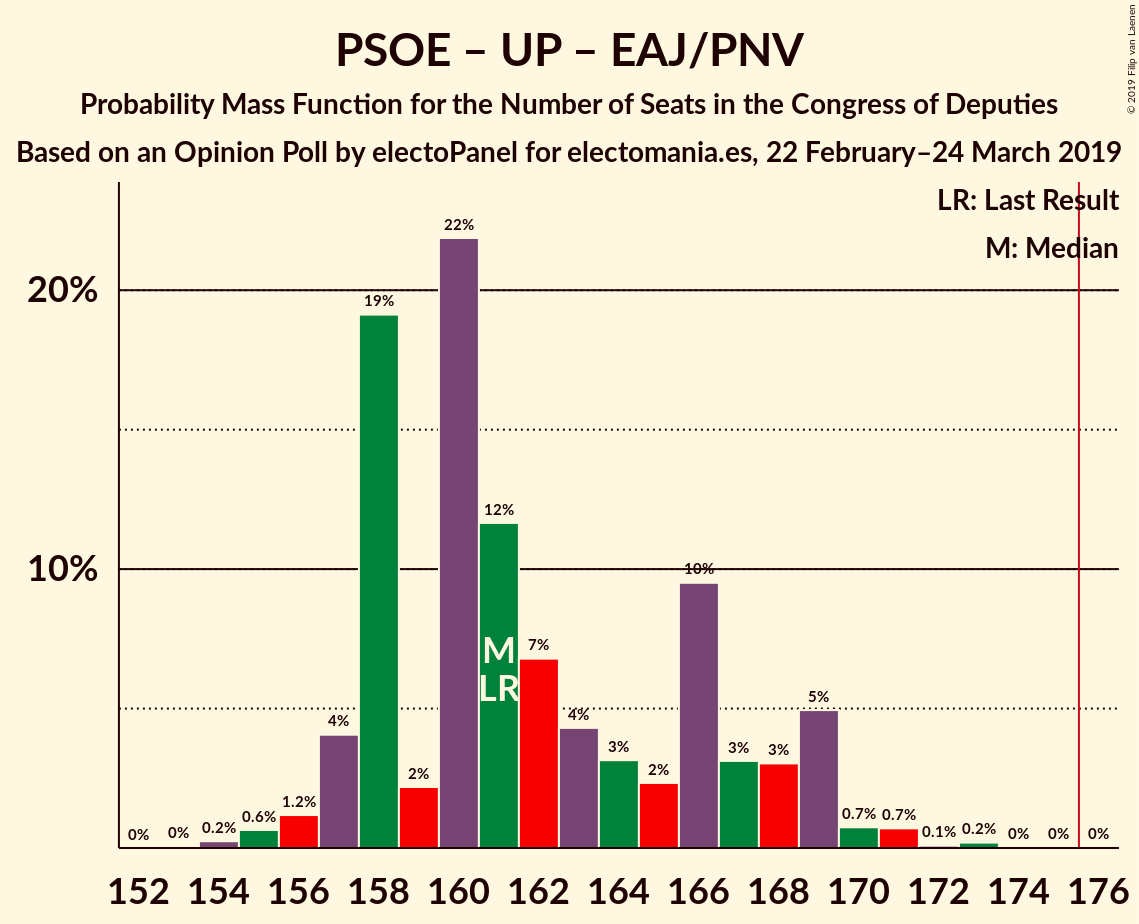 PSOE – UP – EAJ/PNV
Probability Mass Function for the Number of Seats in the Congress of Deputies
Based on an Opinion Poll by electoPanel for electomania.es, 22 February–24 March 2019
© 2019 Filip van Laenen
LR: Last Result
M: Median
20%
10%
0% 0% 0.2% 0.6% 1.2% 4% 19% 2% 22% 12% 7% 4% 3% 2% 10% 3% 3% 5% 0.7% 0.7% 0.1% 0.2% 0% 0% 0%
M
LR
152 154 156 158 160 162 164 166 168 170 172 174 176